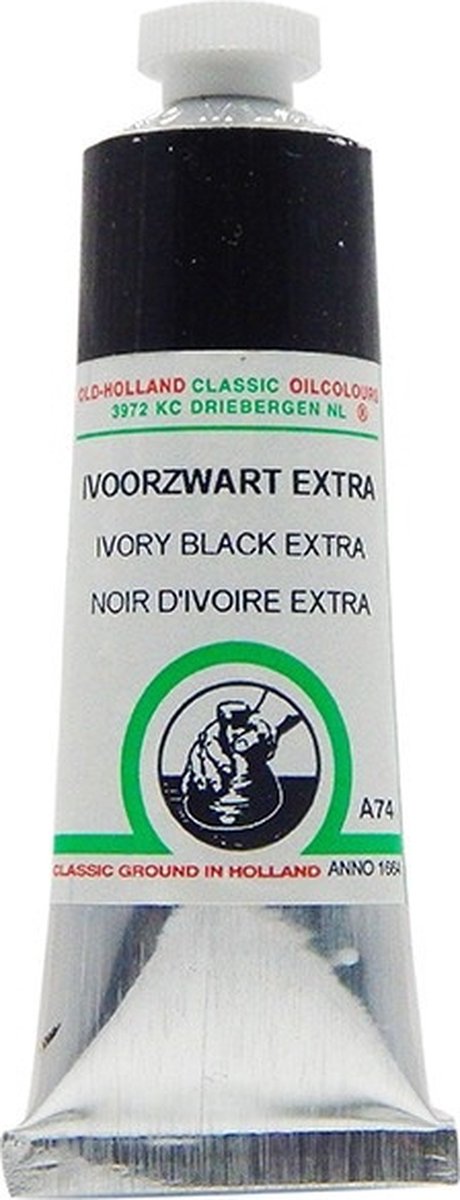 OLD-HOLLAND CLASSIC OILCOLOURS
3972 KC DRIEBERGEN NL ®
IVOORZWART EXTRA
IVORY BLACK EXTRA
NOIR D'IVOIRE EXTRA
A74
CLASSIC GROUND IN HOLLAND ANNO 1664